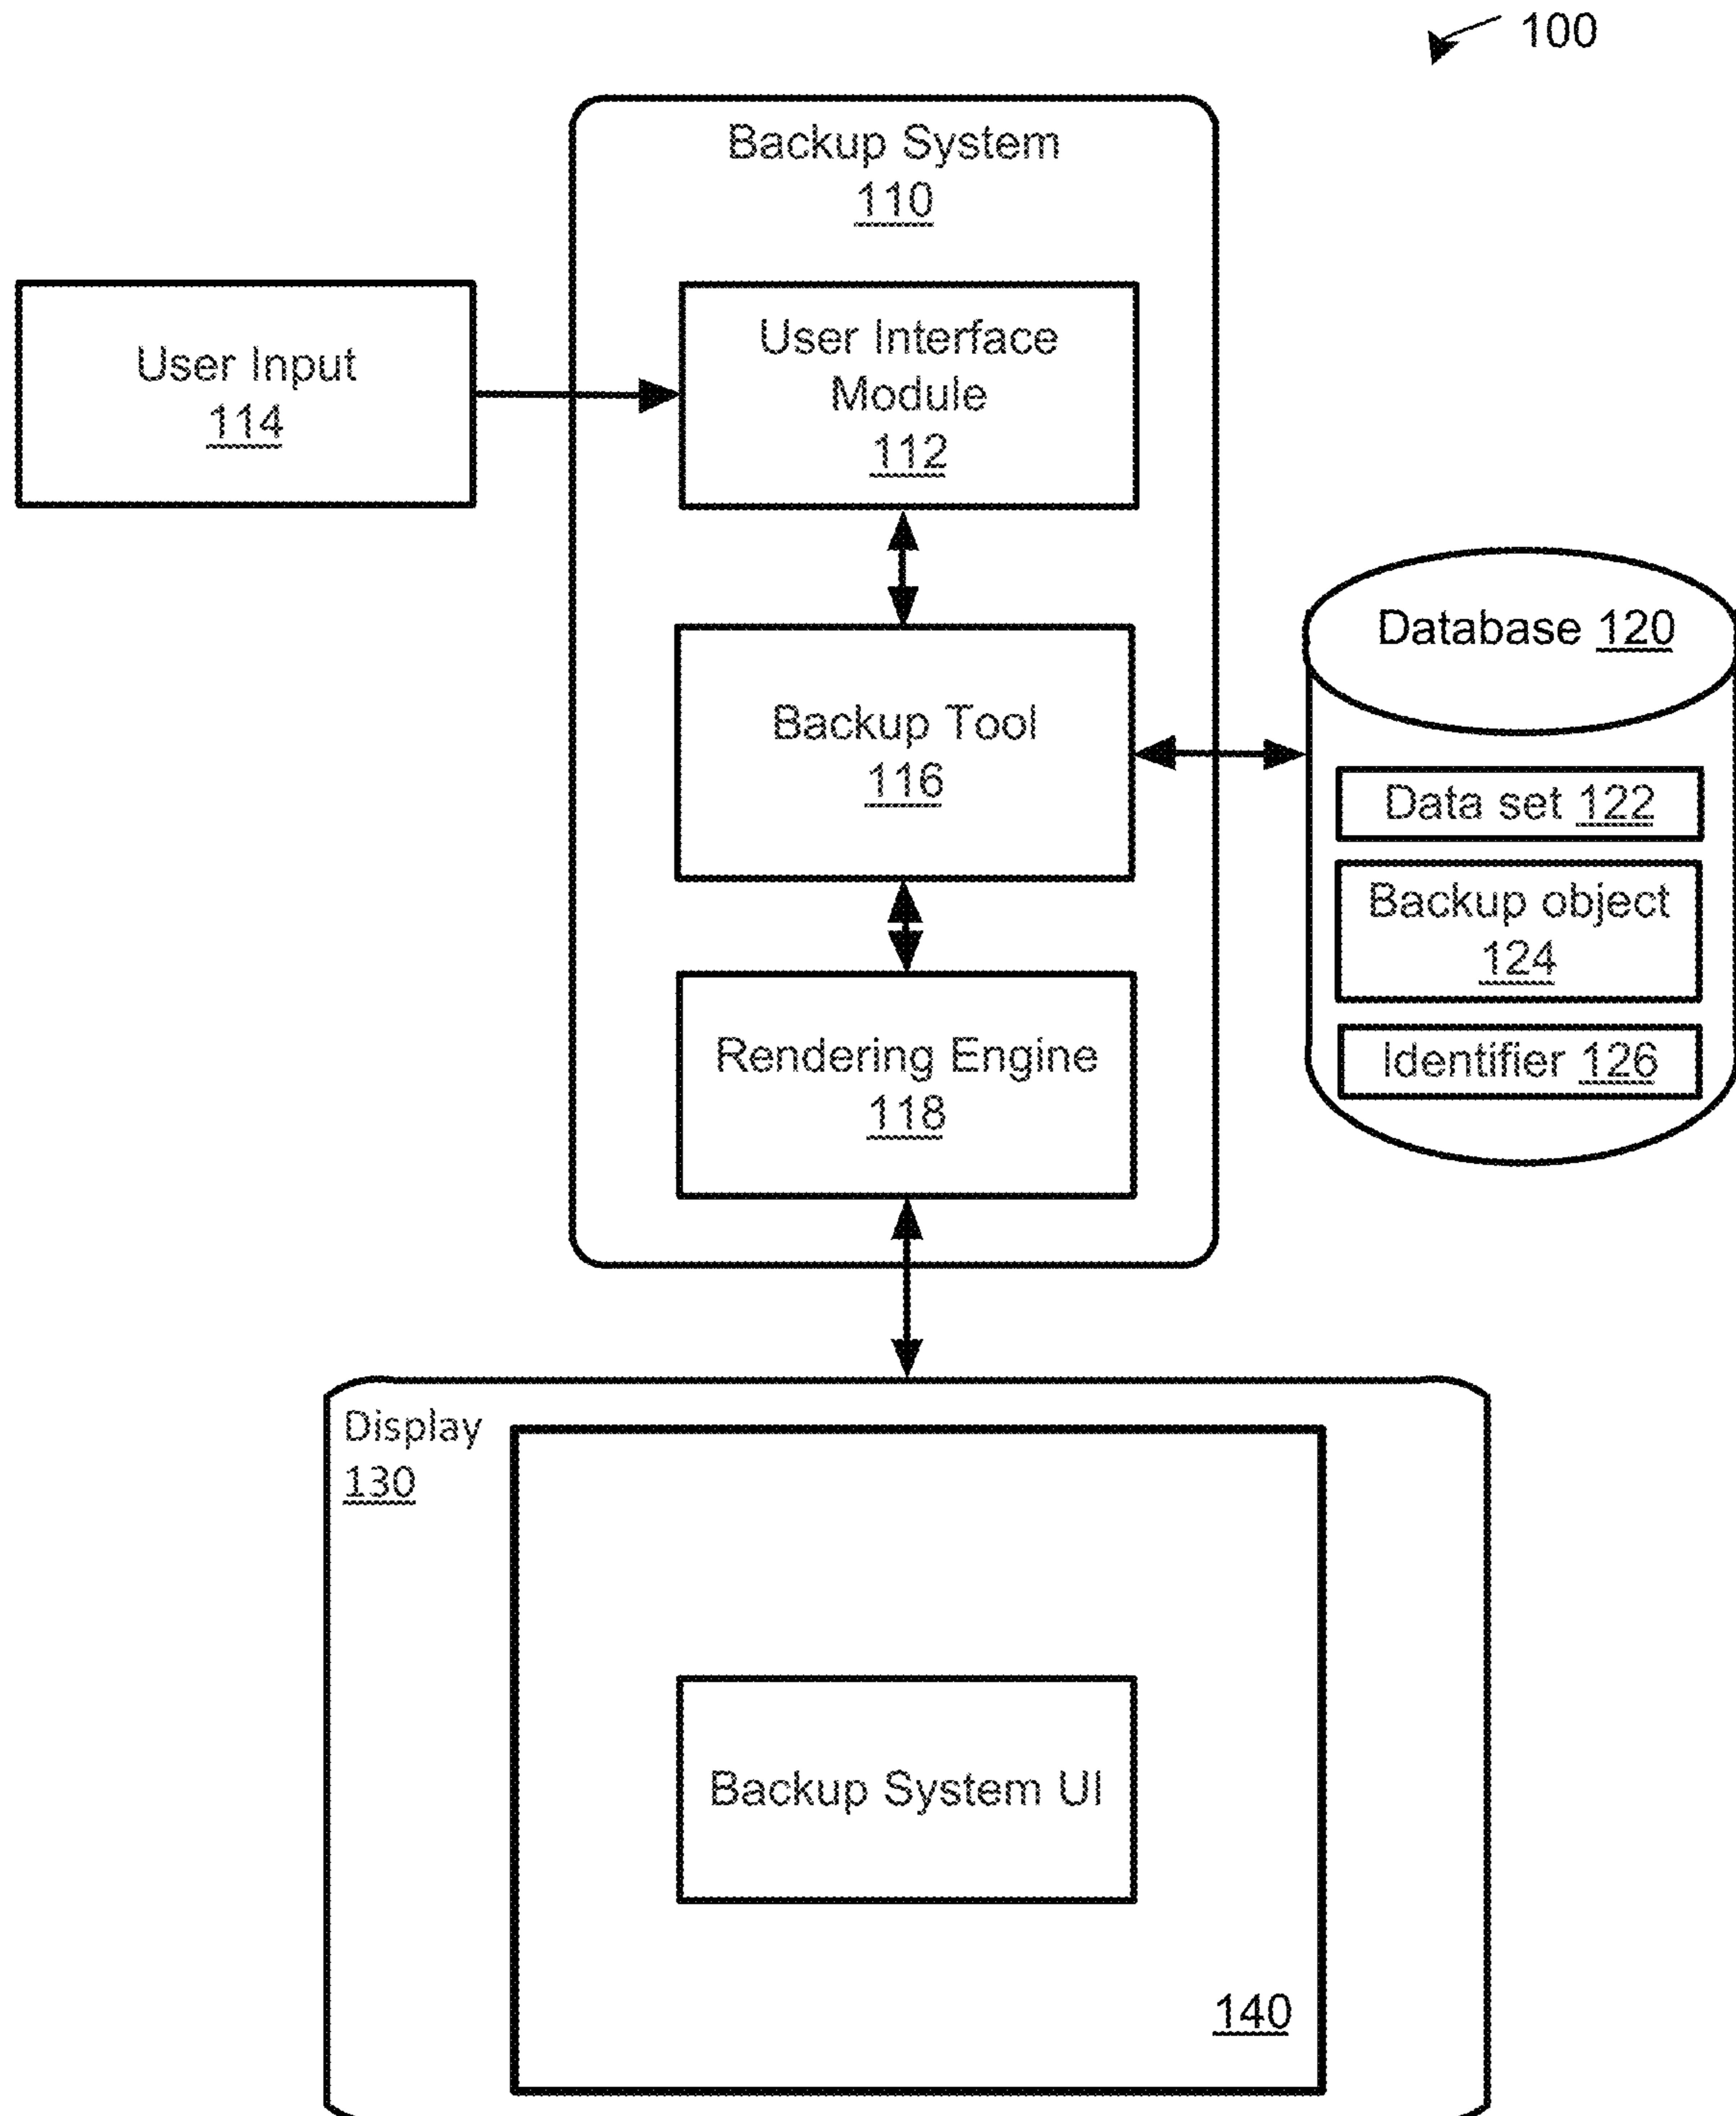 100
Backup System
110
User Input
114
User Interface
Module
112
Backup Tool
116
Database 120
Data set 122
Backup object
124
Identifier 126
Rendering Engine
118
Display
130
Backup System UI
140